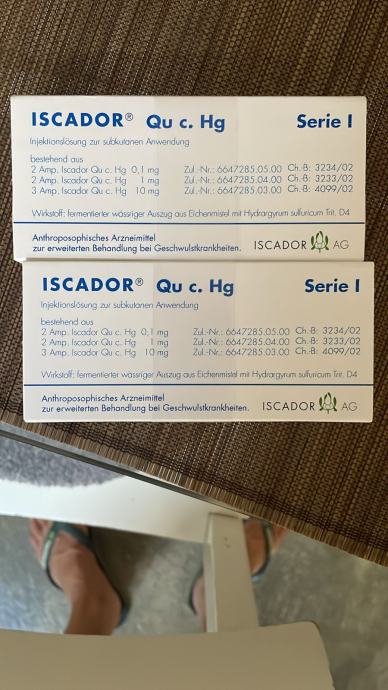 ISCADOR® Qu c. Hg Serie I
Injektionslösung zur subkutanen Anwendung
bestehend aus
2 Amp. Iscador Qu c. Hg 0,1 mg Zul.-Nr.: 6647285.05.00 Ch.-B: 3234/02
2 Amp. Iscador Qu c. Hg 1 mg Zul.-Nr.: 6647285.04.00 Ch.-B: 3233/02
3 Amp. Iscador Qu c. Hg 10 mg Zul.-Nr.: 6647285.03.00 Ch.-B: 4099/02
Wirkstoff: fermentierter wässriger Auszug aus Eichenmistel mit Hydrargyrum sulfuricum Trit. D4
Anthroposophisches Arzneimittel
zur erweiterten Behandlung bei Geschwulstkrankheiten. ISCADOR AG
ISCADOR® Qu c. Hg Serie I
Injektionslösung zur subkutanen Anwendung
bestehend aus
2 Amp. Iscador Qu c. Hg 0,1 mg Zul.-Nr.: 6647285.05.00 Ch.-B: 3234/02
2 Amp. Iscador Qu c. Hg 1 mg Zul.-Nr.: 6647285.04.00 Ch.-B: 3233/02
3 Amp. Iscador Qu c. Hg 10 mg Zul.-Nr.: 6647285.03.00 Ch.-B: 4099/02
Wirkstoff: fermentierter wässriger Auszug aus Eichenmistel mit Hydrargyrum sulfuricum Trit. D4
Anthroposophisches Arzneimittel
zur erweiterten Behandlung bei Geschwulstkrankheiten. ISCADOR AG